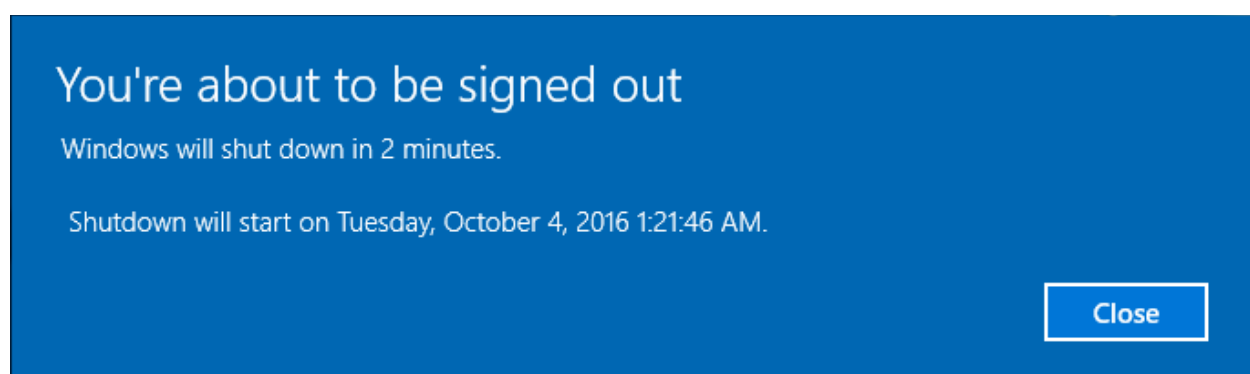 You're about to be signed out
Windows will shut down in 2 minutes.
Shutdown will start on Tuesday, October 4, 2016 1:21:46 AM.
Close